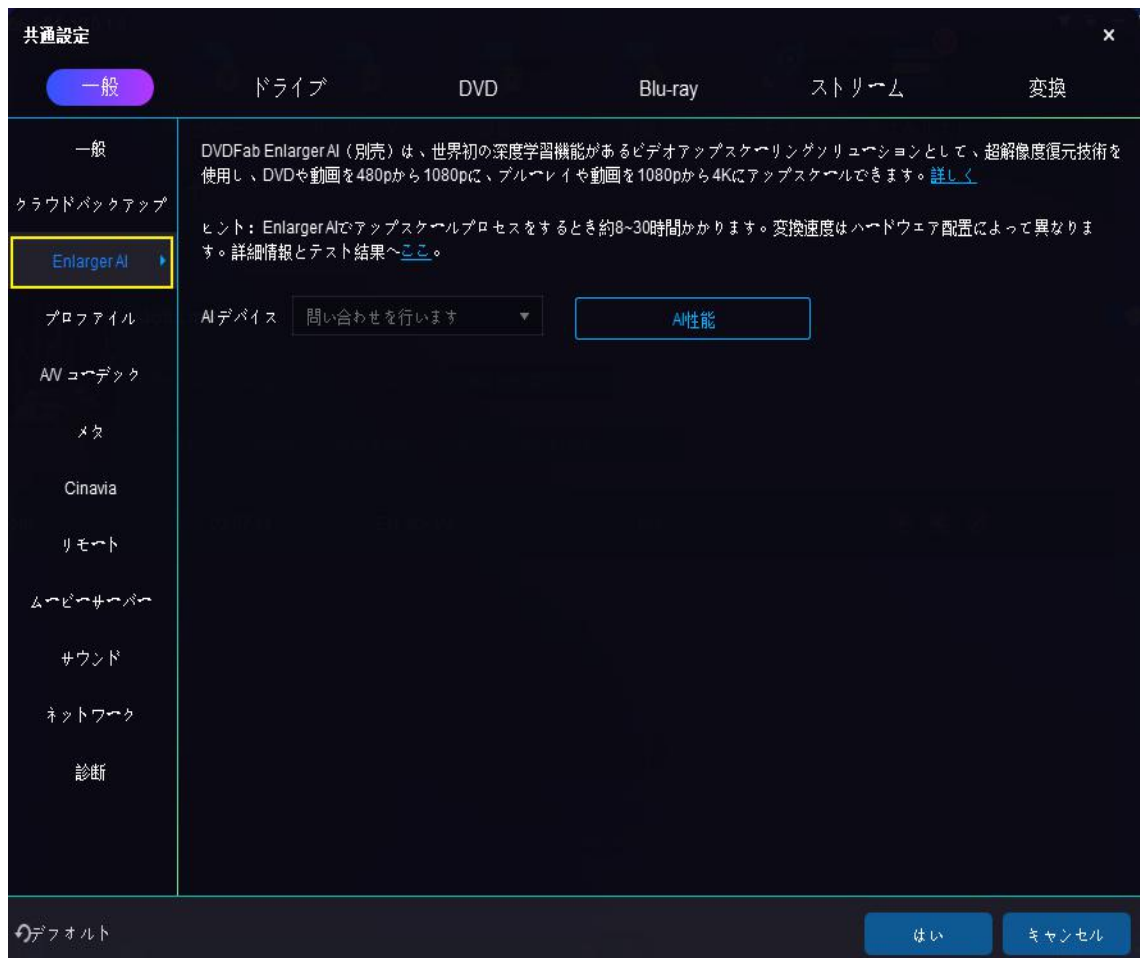 共通設定
×
一般 ドライブ DVD Blu-ray ストリーム 変換
一般
クラウドバックアップ
Enlarger AI
プロファイル
A/V コーデック
メタ
Cinavia
リモート
ムービーサーバー
サウンド
ネットワーク
診断
DVDFab Enlarger AI（別売）は、世界初の深度学習機能があるビデオアップスケーリングソリューションとして、超解像度復元技術を
使用し、DVDや動画を480pから1080pに、ブルーレイや動画を1080pから4Kにアップスケールできます。詳しく
ヒント：Enlarger AIでアップスケールプロセスをするとき約8~30時間かかります。変換速度はハードウェア配置によって異なりま
す。詳細情報とテスト結果へここ。
AIデバイス 問い合わせを行います AI性能
デフォルト はい キャンセル